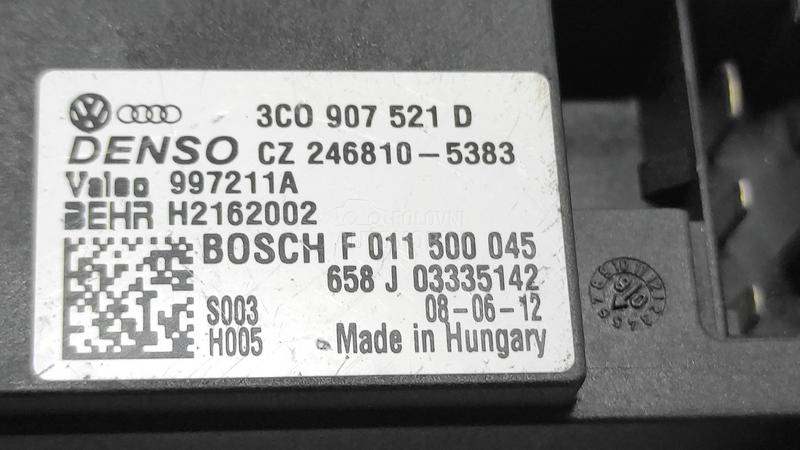 3C0 907 521 D
DENSO CZ 246810-5383
Valeo 997211A
BEHR H2162002
BOSCH F 011 500 045
658 J 03335142
S003 08-06-12
H005 Made in Hungary